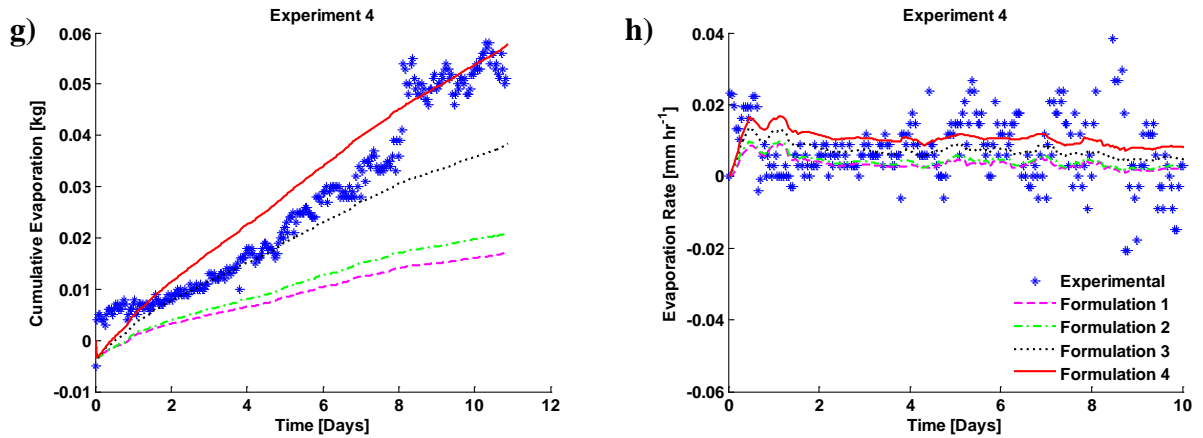 g)
Experiment 4
Cumulative Evaporation [kg]
0.06
0.05
0.04
0.03
0.02
0.01
0
-0.01
0 2 4 6 8 10 12
Time [Days]
h)
Experiment 4
Evaporation Rate [mm hr-1]
0.04
0.02
0.00
-0.02
-0.04
-0.06
0 2 4 6 8 10
Time [Days]
Experimental
Formulation 1
Formulation 2
Formulation 3
Formulation 4